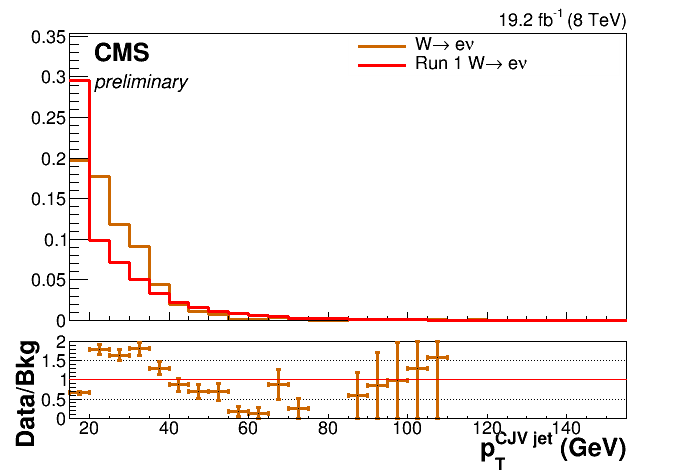 19.2 fb-1 (8 TeV)
CMS
preliminary
W→ eν
Run 1 W→ eν
0.35
0.3
0.25
0.2
0.15
0.1
0.05
0
Data/Bkg
2
1.5
1
0.5
0
20 40 60 80 100 120 140
pT CJV jet (GeV)